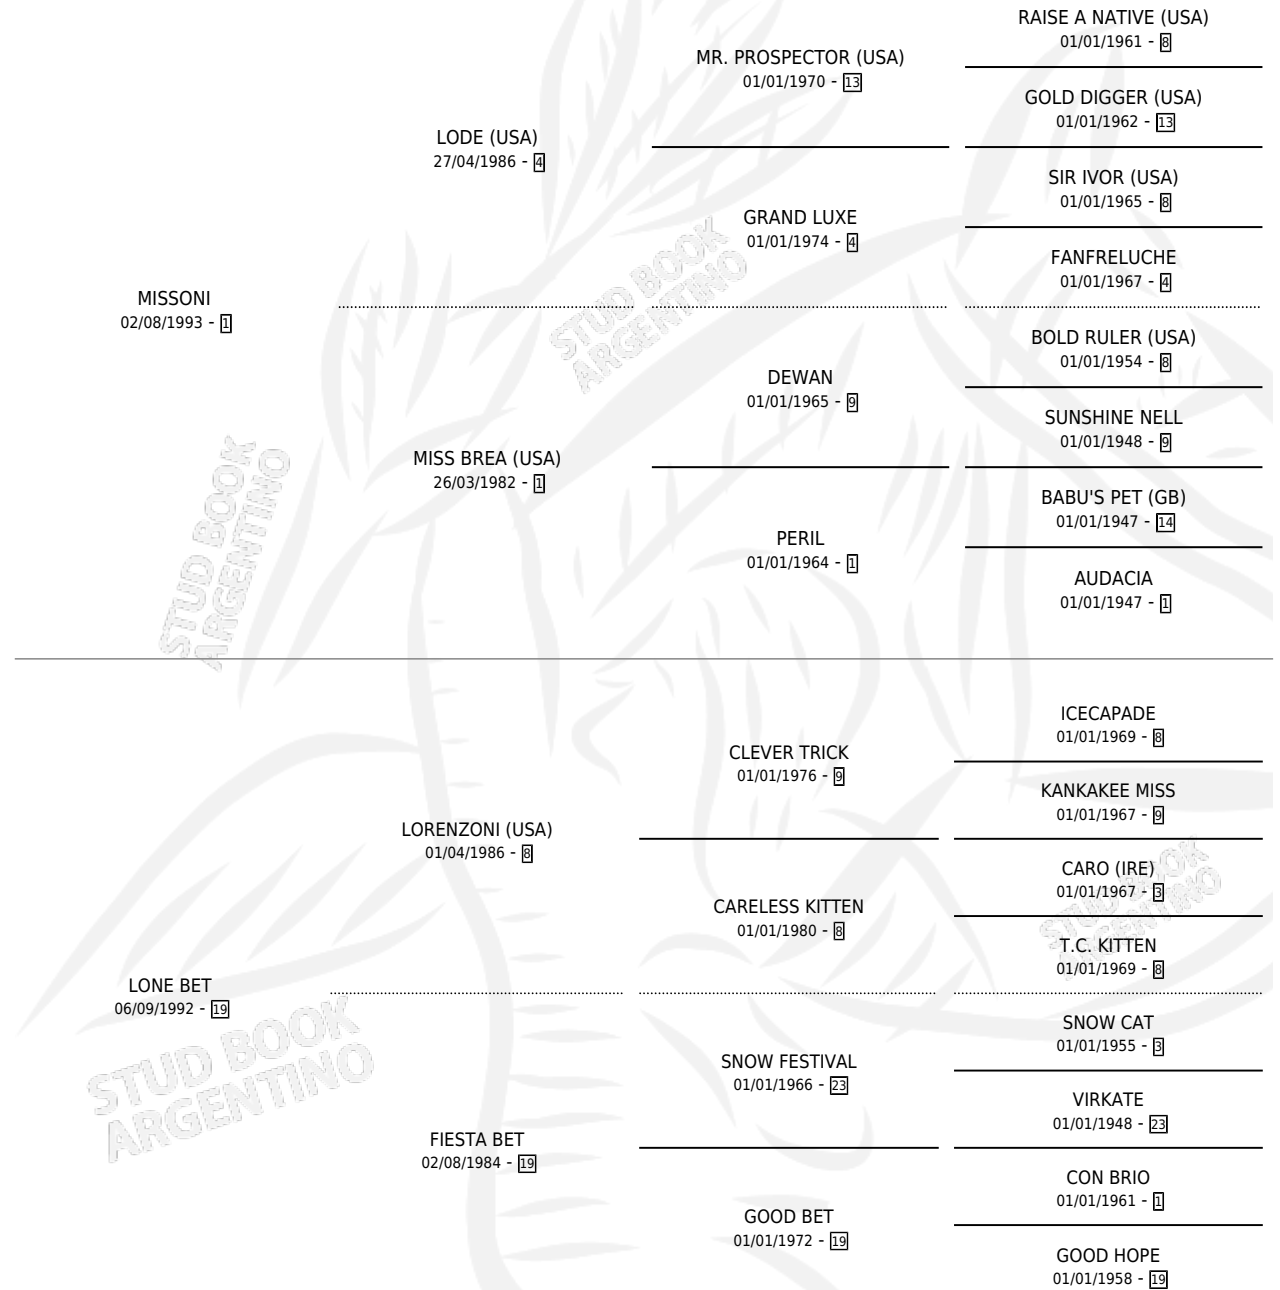 RAISE A NATIVE (USA)
01/01/1961 - 8
MR. PROSPECTOR (USA)
01/01/1970 - 13
GOLD DIGGER (USA)
01/01/1962 - 13
LODE (USA)
27/04/1986 - 4
SIR IVOR (USA)
01/01/1965 - 8
GRAND LUXE
01/01/1974 - 4
FANFRELUCHE
01/01/1967 - 4
MISSONI
02/08/1993 - 1
STUD BOOK
ARGENTINO
BOLD RULER (USA)
01/01/1954 - 8
DEWAN
01/01/1965 - 9
SUNSHINE NELL
01/01/1948 - 9
MISS BREA (USA)
26/03/1982 - 1
BABU'S PET (GB)
01/01/1947 - 14
PERIL
01/01/1964 - 1
AUDACIA
01/01/1947 - 1
STUD BOOK
ARGENTINO
ICECAPADE
01/01/1969 - 8
CLEVER TRICK
01/01/1976 - 9
KANKAKEE MISS
01/01/1967 - 9
LORENZONI (USA)
01/04/1986 - 8
CARO (IRE)
01/01/1967 - 3
CARELESS KITTEN
01/01/1980 - 8
STUD BOOK
ARGENTINO
T.C. KITTEN
01/01/1969 - 8
LONE BET
06/09/1992 - 19
SNOW CAT
01/01/1955 - 3
SNOW FESTIVAL
01/01/1966 - 23
STUD BOOK
ARGENTINO
VIRKATE
01/01/1948 - 23
FIESTA BET
02/08/1984 - 19
CON BRIO
01/01/1961 - 1
GOOD BET
01/01/1972 - 19
GOOD HOPE
01/01/1958 - 19